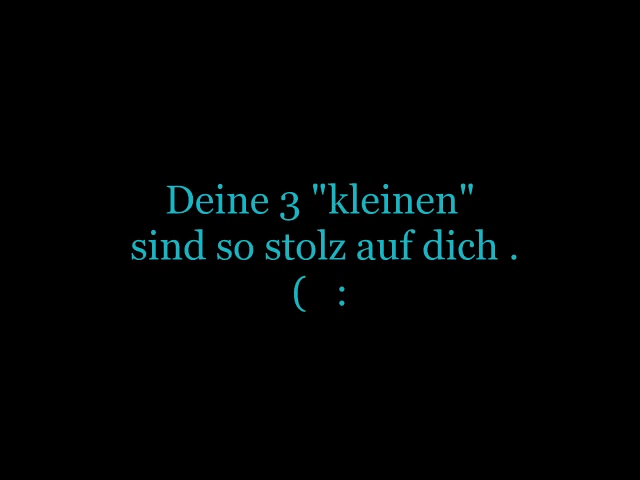 Deine 3 "kleinen"
sind so stolz auf dich .
(   :